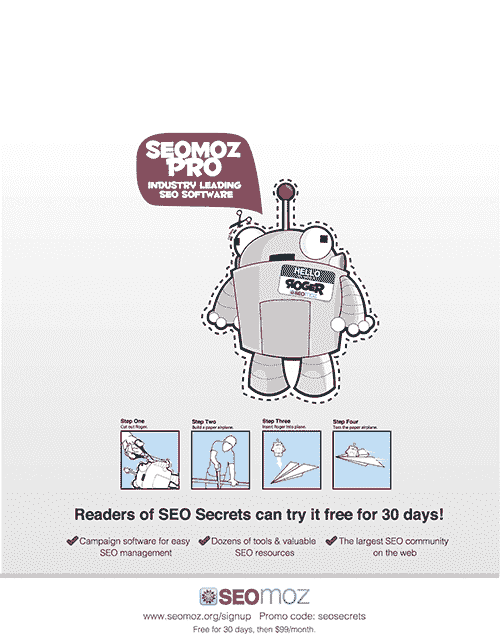 SEOMOZ
PRO
INDUSTRY LEADING
SEO SOFTWARE
HELLO
ROGER
SEOMOZ
Step One
Cut out Roger.
Step Two
Build a paper airplane.
Step Three
Insert Roger into plane.
Step Four
Toss the paper airplane.
Readers of SEO Secrets can try it free for 30 days!
Campaign software for easy
SEO management
Dozens of tools & valuable
SEO resources
The largest SEO community
on the web
SEOmoz
www.seomoz.org/signup Promo code: seosecrets
Free for 30 days, then $99/month.